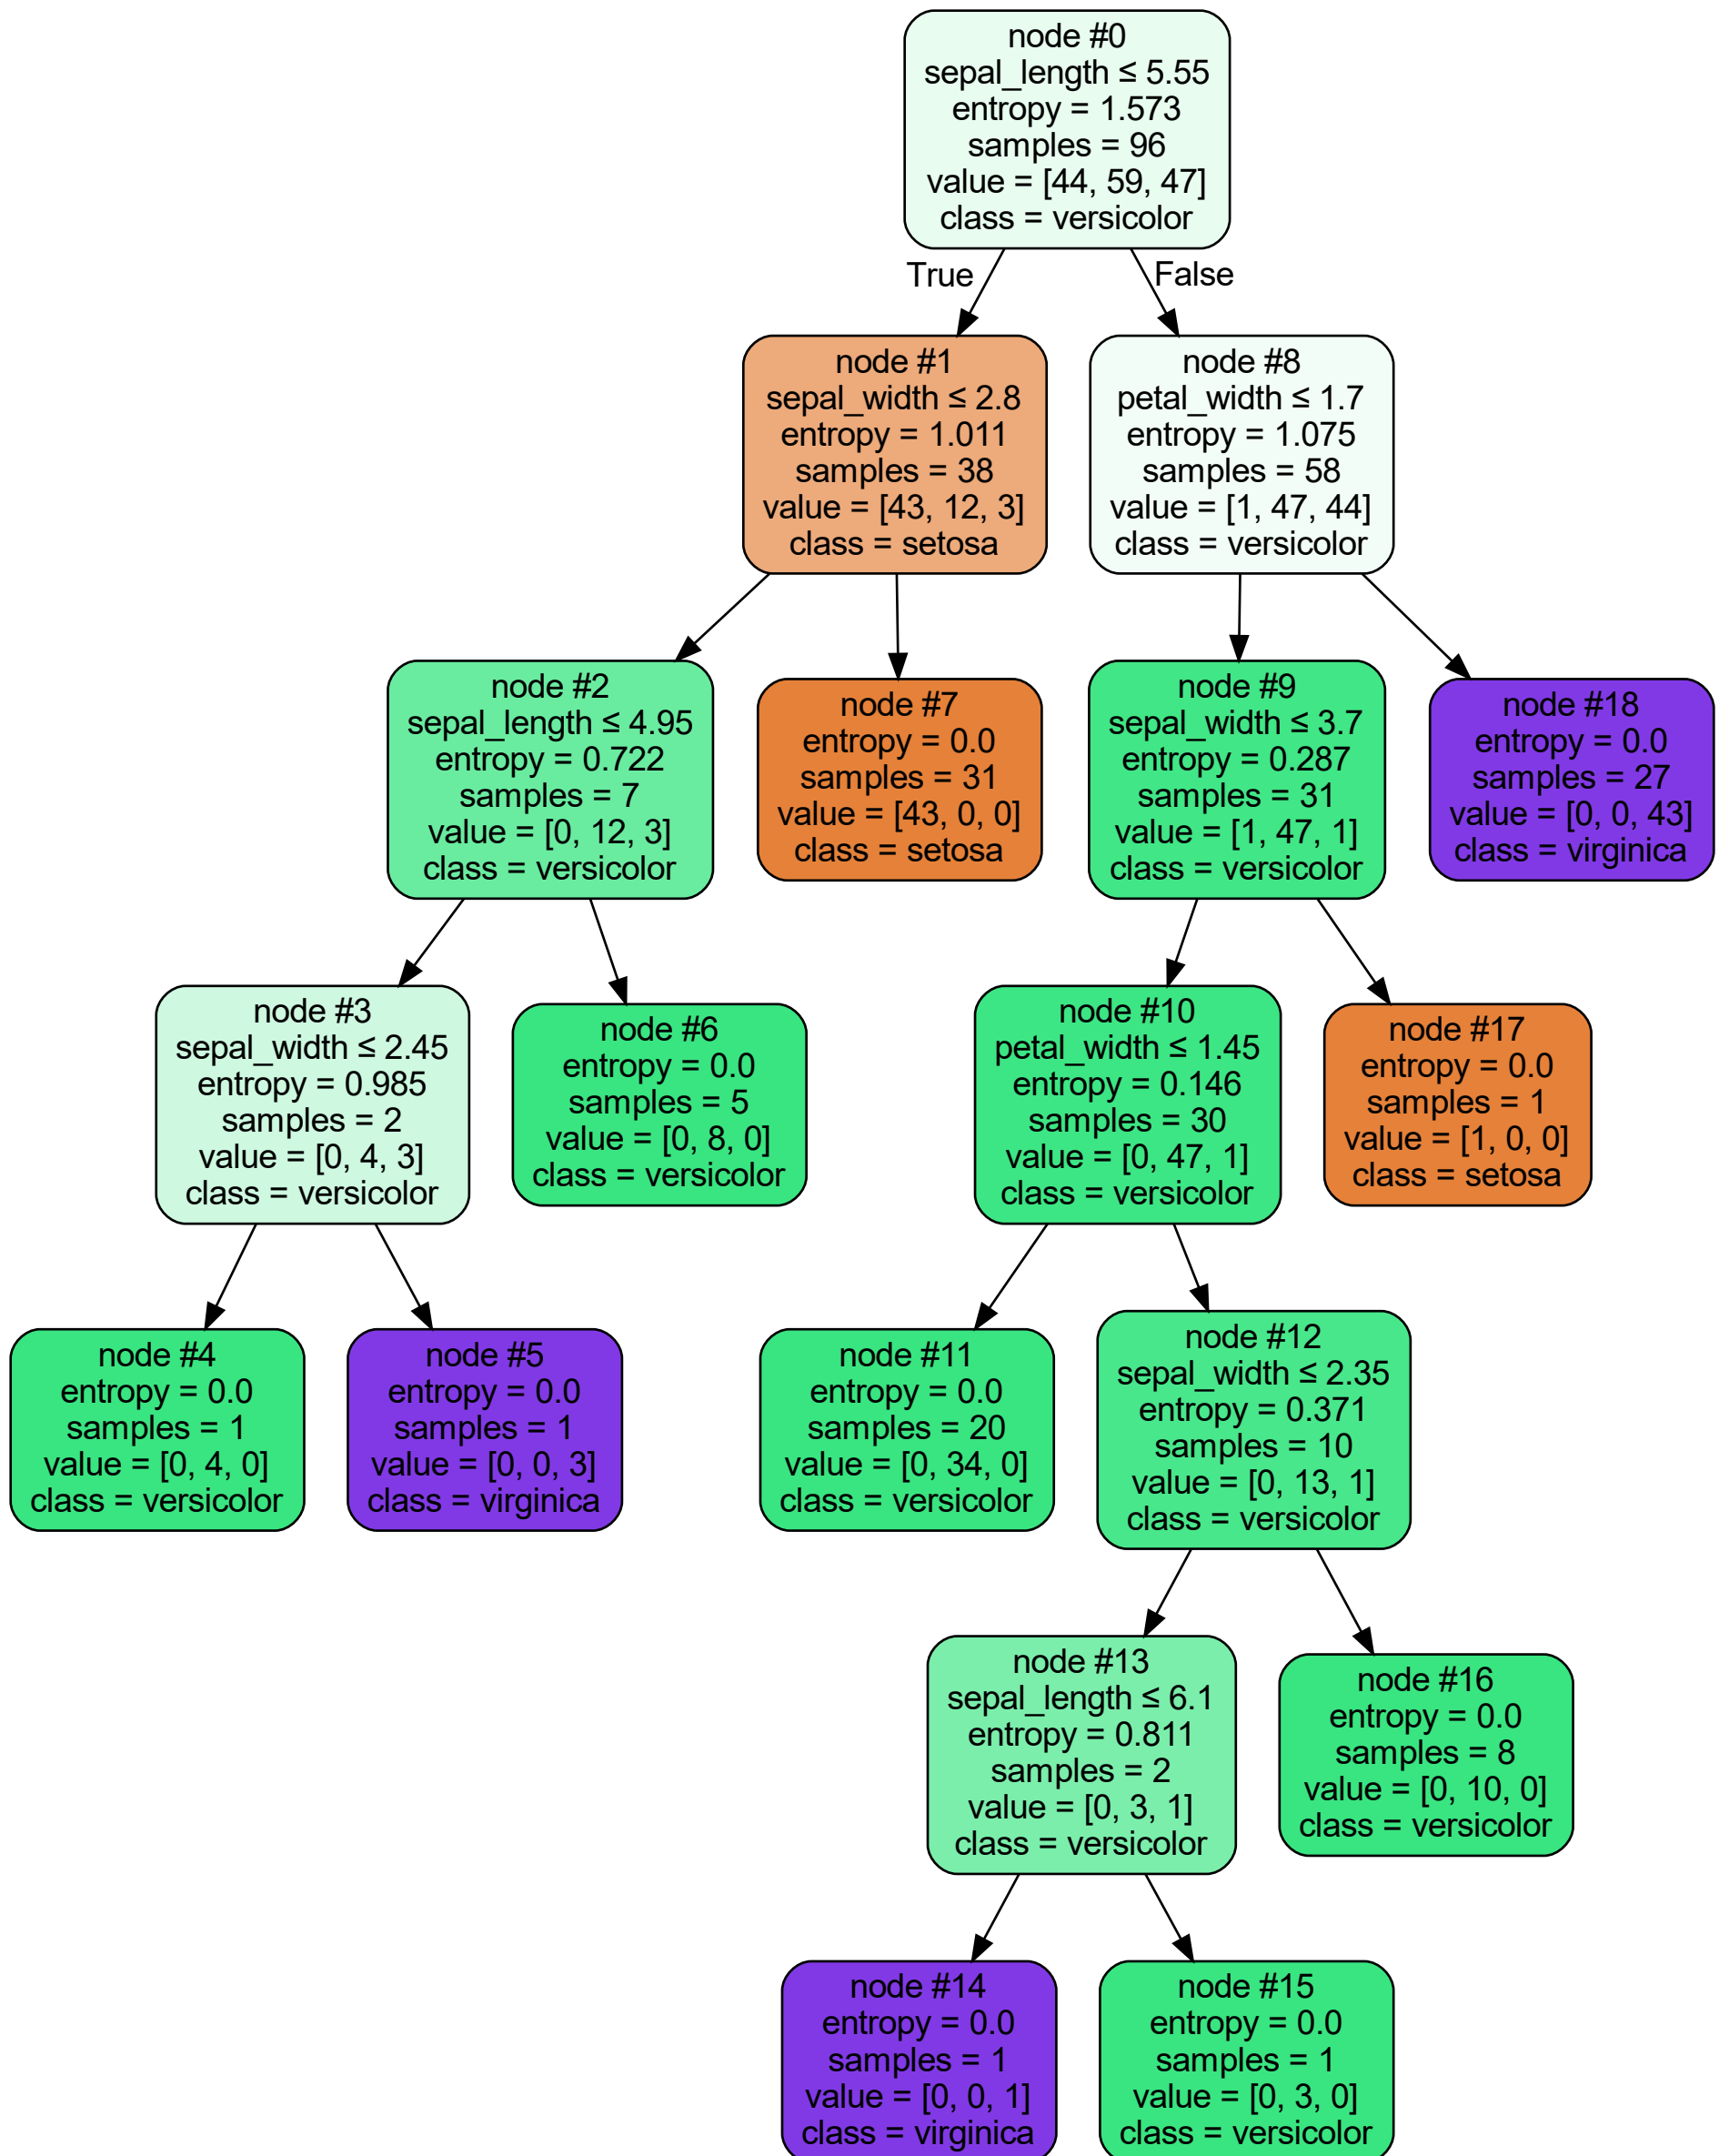 node #0
sepal_length ≤ 5.55
entropy = 1.573
samples = 96
value = [44, 59, 47]
class = versicolor
True
False
node #1
sepal_width ≤ 2.8
entropy = 1.011
samples = 38
value = [43, 12, 3]
class = setosa
node #8
petal_width ≤ 1.7
entropy = 1.075
samples = 58
value = [1, 47, 44]
class = versicolor
node #2
sepal_length ≤ 4.95
entropy = 0.722
samples = 7
value = [0, 12, 3]
class = versicolor
node #7
entropy = 0.0
samples = 31
value = [43, 0, 0]
class = setosa
node #9
sepal_width ≤ 3.7
entropy = 0.287
samples = 31
value = [1, 47, 1]
class = versicolor
node #18
entropy = 0.0
samples = 27
value = [0, 0, 43]
class = virginica
node #3
sepal_width ≤ 2.45
entropy = 0.985
samples = 2
value = [0, 4, 3]
class = versicolor
node #6
entropy = 0.0
samples = 5
value = [0, 8, 0]
class = versicolor
node #10
petal_width ≤ 1.45
entropy = 0.146
samples = 30
value = [0, 47, 1]
class = versicolor
node #17
entropy = 0.0
samples = 1
value = [1, 0, 0]
class = setosa
node #4
entropy = 0.0
samples = 1
value = [0, 4, 0]
class = versicolor
node #5
entropy = 0.0
samples = 1
value = [0, 0, 3]
class = virginica
node #11
entropy = 0.0
samples = 20
value = [0, 34, 0]
class = versicolor
node #12
sepal_width ≤ 2.35
entropy = 0.371
samples = 10
value = [0, 13, 1]
class = versicolor
node #13
sepal_length ≤ 6.1
entropy = 0.811
samples = 2
value = [0, 3, 1]
class = versicolor
node #16
entropy = 0.0
samples = 8
value = [0, 10, 0]
class = versicolor
node #14
entropy = 0.0
samples = 1
value = [0, 0, 1]
class = virginica
node #15
entropy = 0.0
samples = 1
value = [0, 3, 0]
class = versicolor